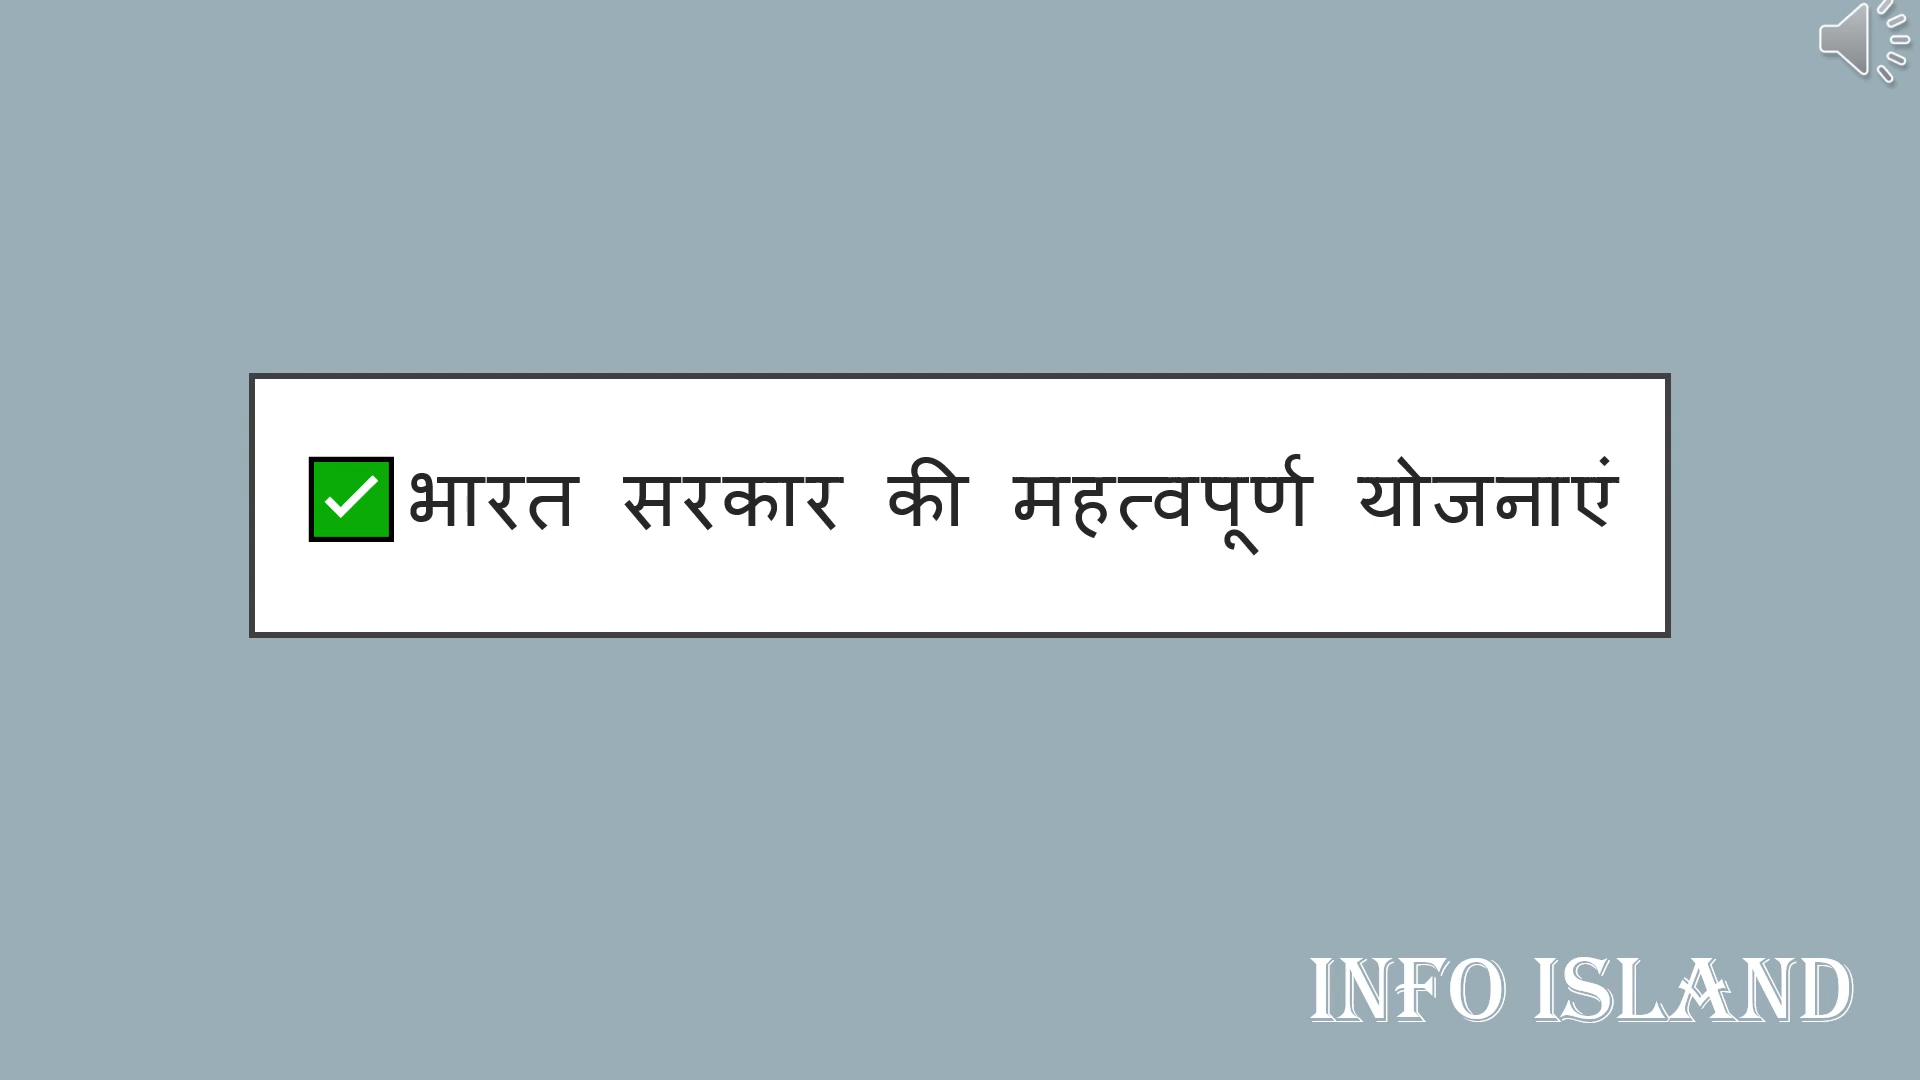 ✅भारत सरकार की महत्वपूर्ण योजनाएं
INFO ISLAND